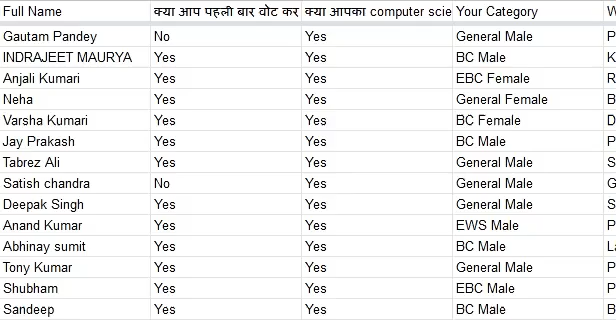 Full Name क्या आप पहली बार वोट कर क्या आपका computer scie Your Category W
Gautam Pandey No Yes General Male P
INDRAJEET MAURYA Yes Yes BC Male K
Anjali Kumari Yes Yes EBC Female R
Neha Yes Yes General Female B
Varsha Kumari Yes Yes BC Female D
Jay Prakash Yes Yes BC Male P
Tabrez Ali Yes Yes General Male S
Satish chandra No Yes General Male G
Deepak Singh Yes Yes General Male S
Anand Kumar Yes Yes EWS Male P
Abhinay sumit Yes Yes BC Male La
Tony Kumar Yes Yes General Male P
Shubham Yes Yes EBC Male P
Sandeep Yes Yes BC Male B